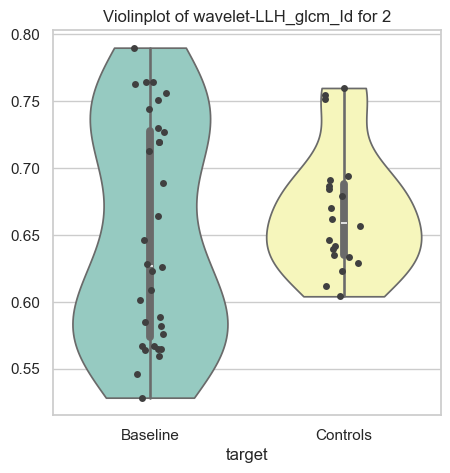 Violinplot of wavelet-LLH_glcm_Id for 2
0.80
0.75
0.70
0.65
0.60
0.55
Baseline
Controls
target